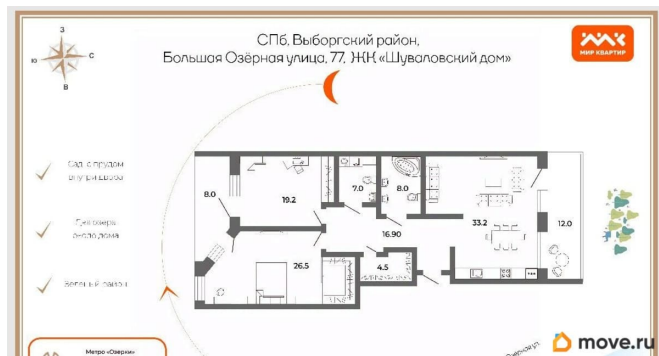 СПб, Выборгский район,
Большая Озёрная улица, 77, ЖК «Шуваловский дом»
МИР КВАРТИР
З
Ю
С
В
Сад с прудом
внутри двора
Два озера
около дома
Зеленый район
8.0
19.2
7.0
8.0
33.2
12.0
16.90
26.5
4.5
Метро «Озерки»
move.ru